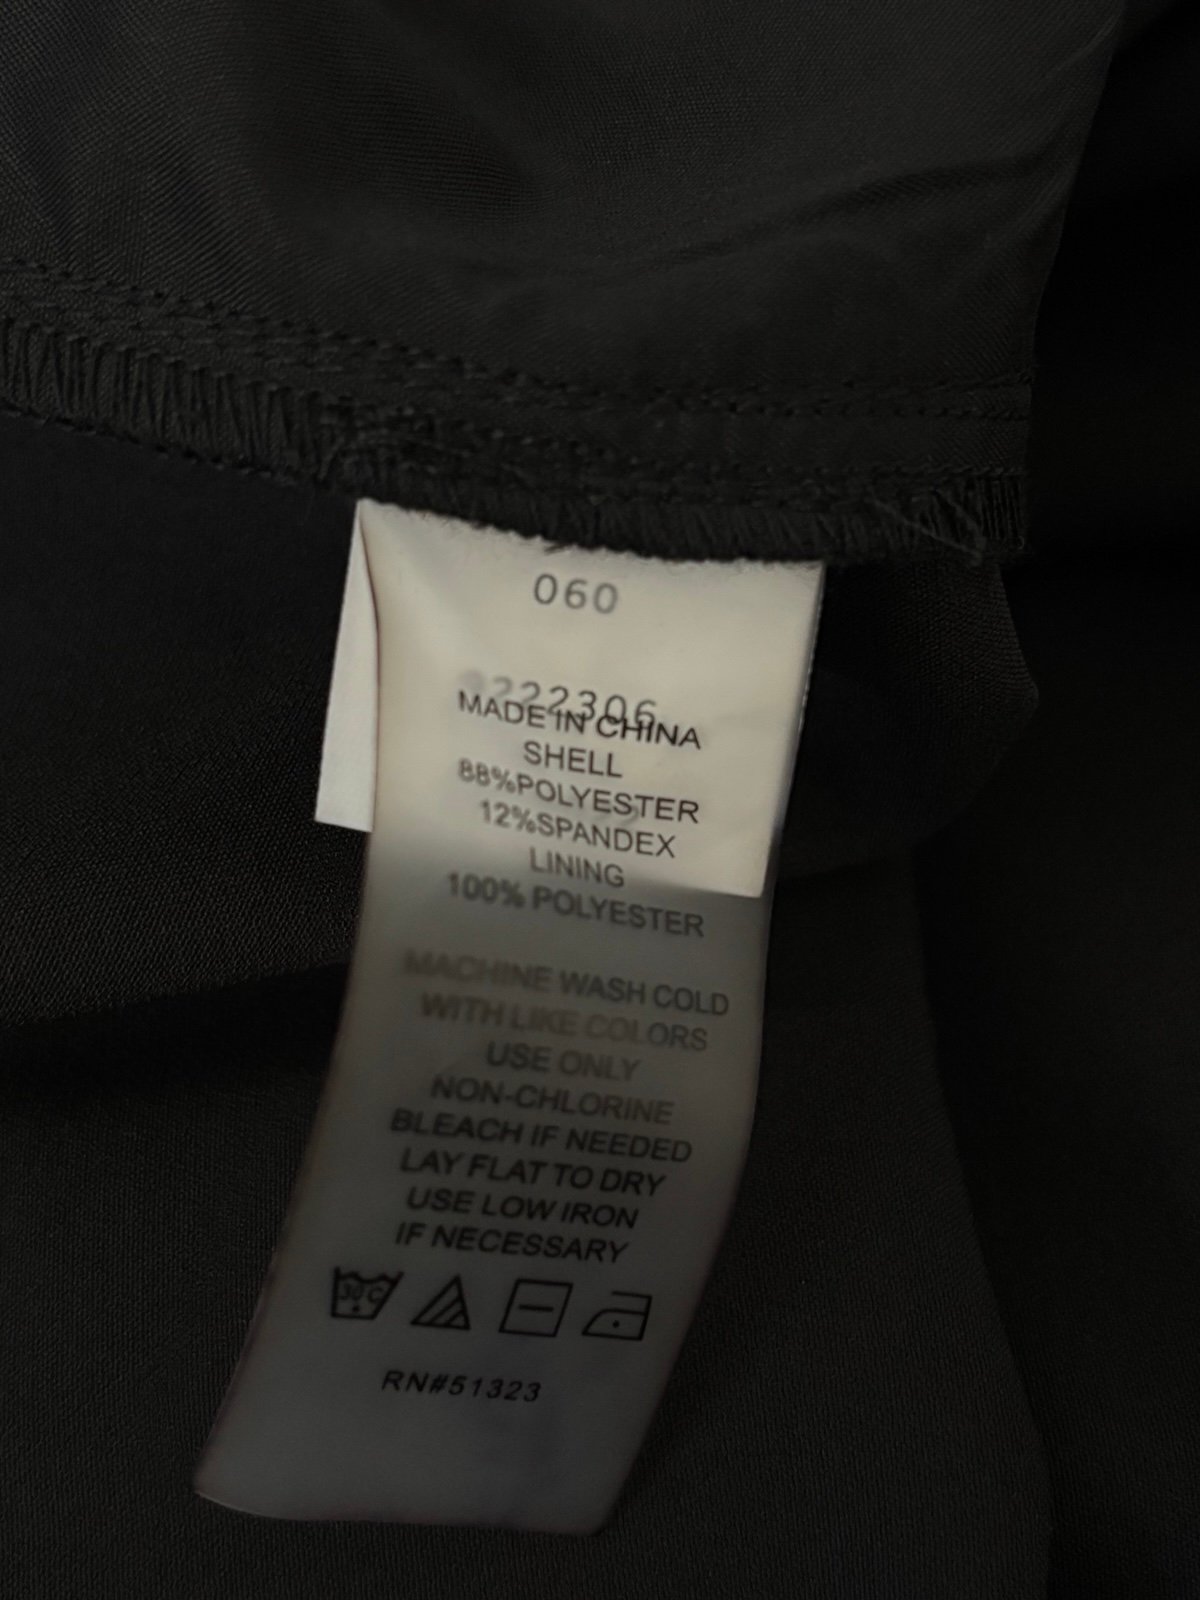 060
222306
MADE IN CHINA
SHELL
88%POLYESTER
12%SPANDEX
LINING
100% POLYESTER
MACHINE WASH COLD
WITH LIKE COLORS
USE ONLY
NON-CHLORINE
BLEACH IF NEEDED
LAY FLAT TO DRY
USE LOW IRON
IF NECESSARY
30°C
RN#51323